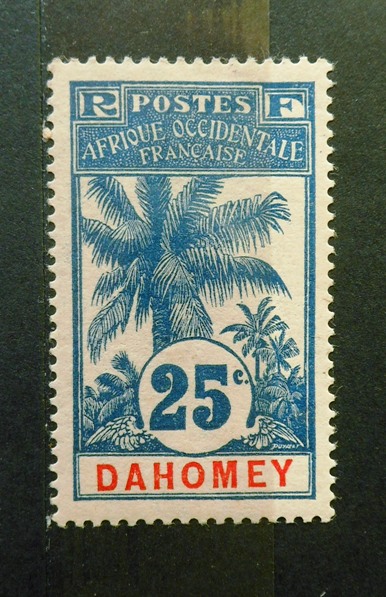 R POSTES F
AFRIQUE OCCIDENTALE
FRANÇAISE
25c.
DAHOMEY